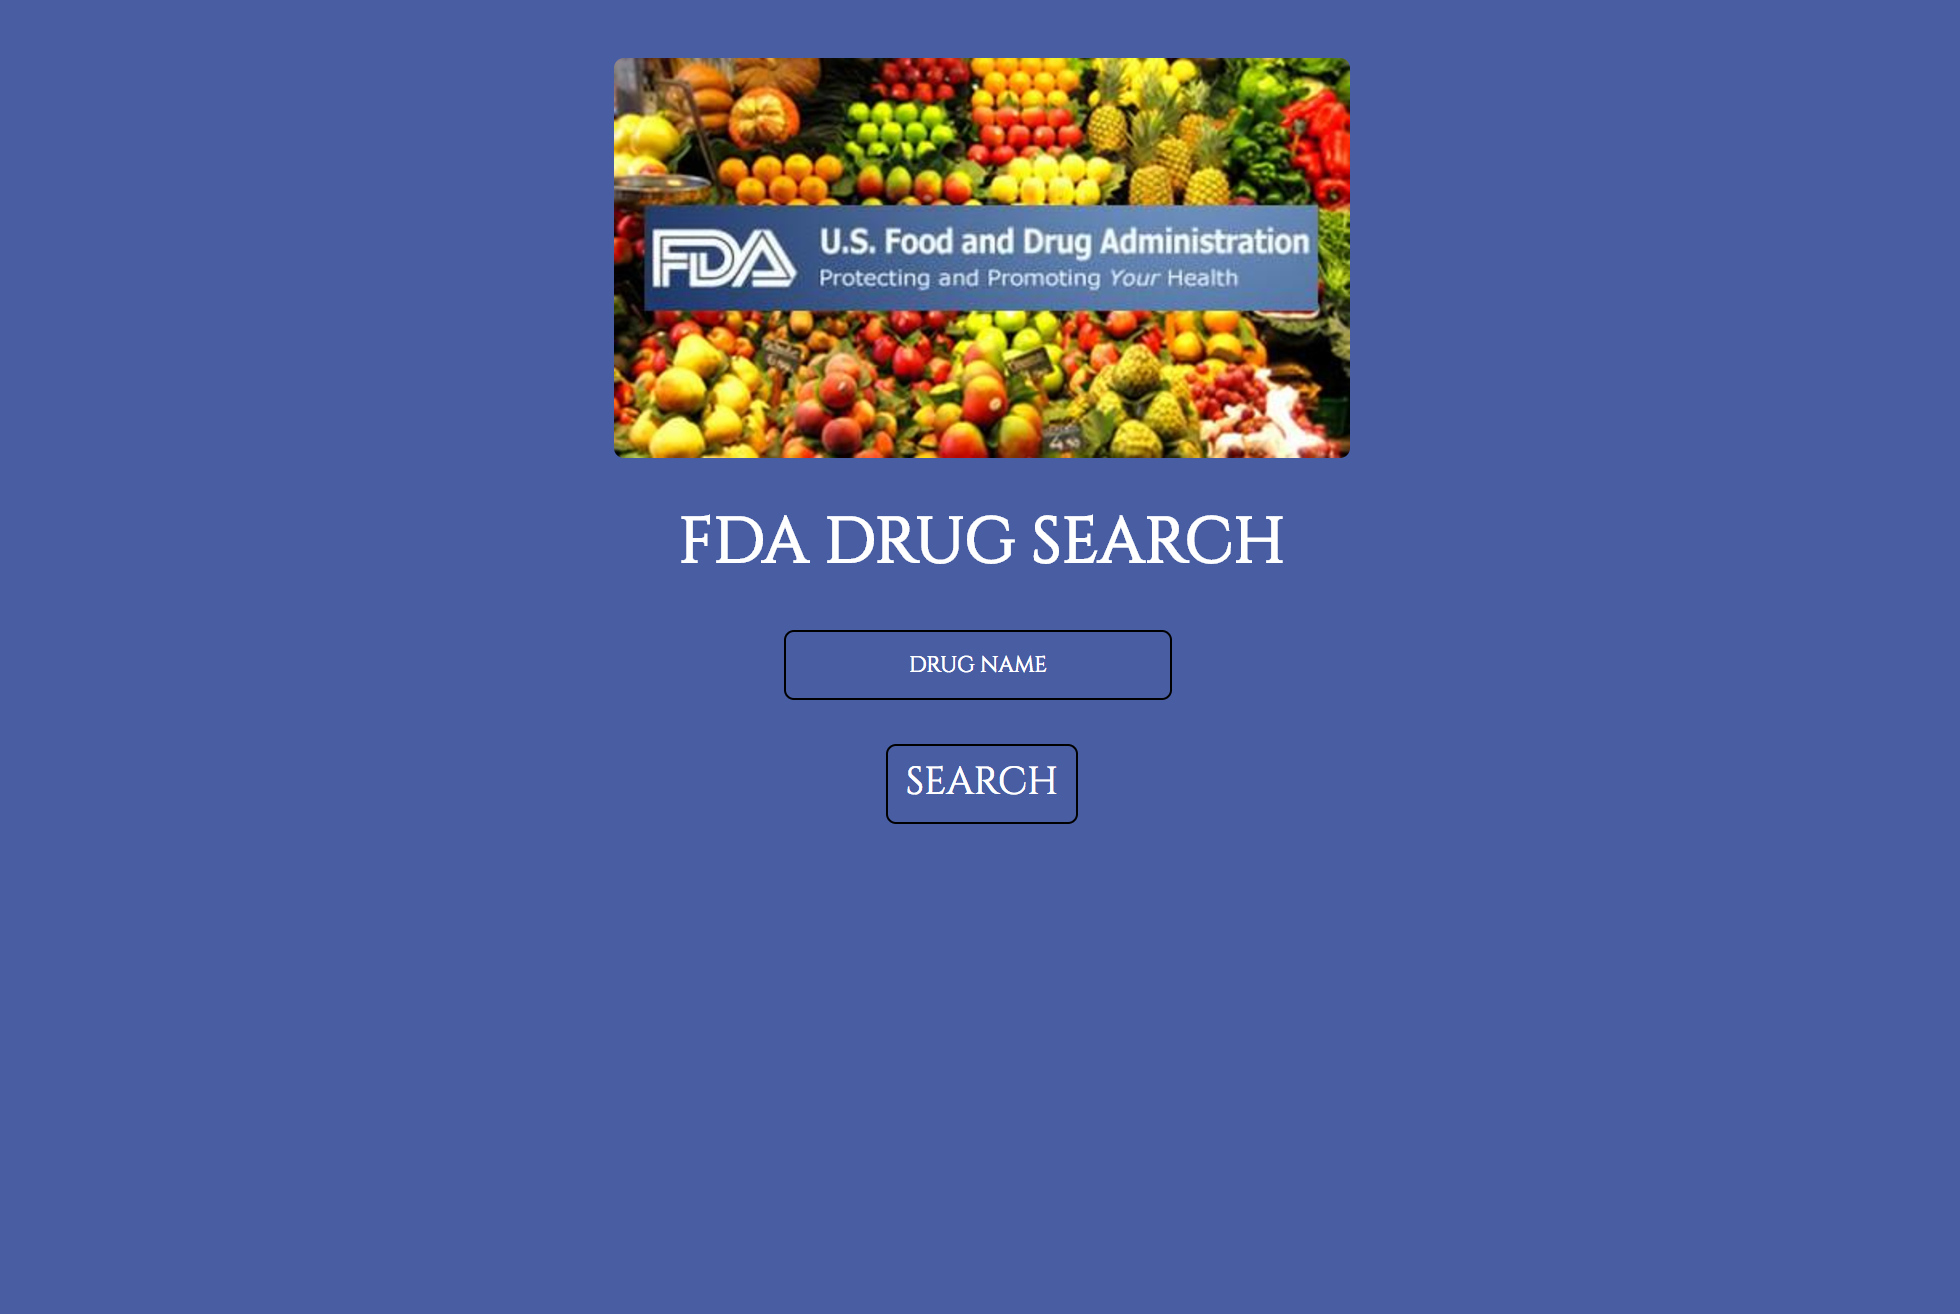 FDA
U.S. Food and Drug Administration
Protecting and Promoting Your Health
FDA DRUG SEARCH
DRUG NAME
SEARCH